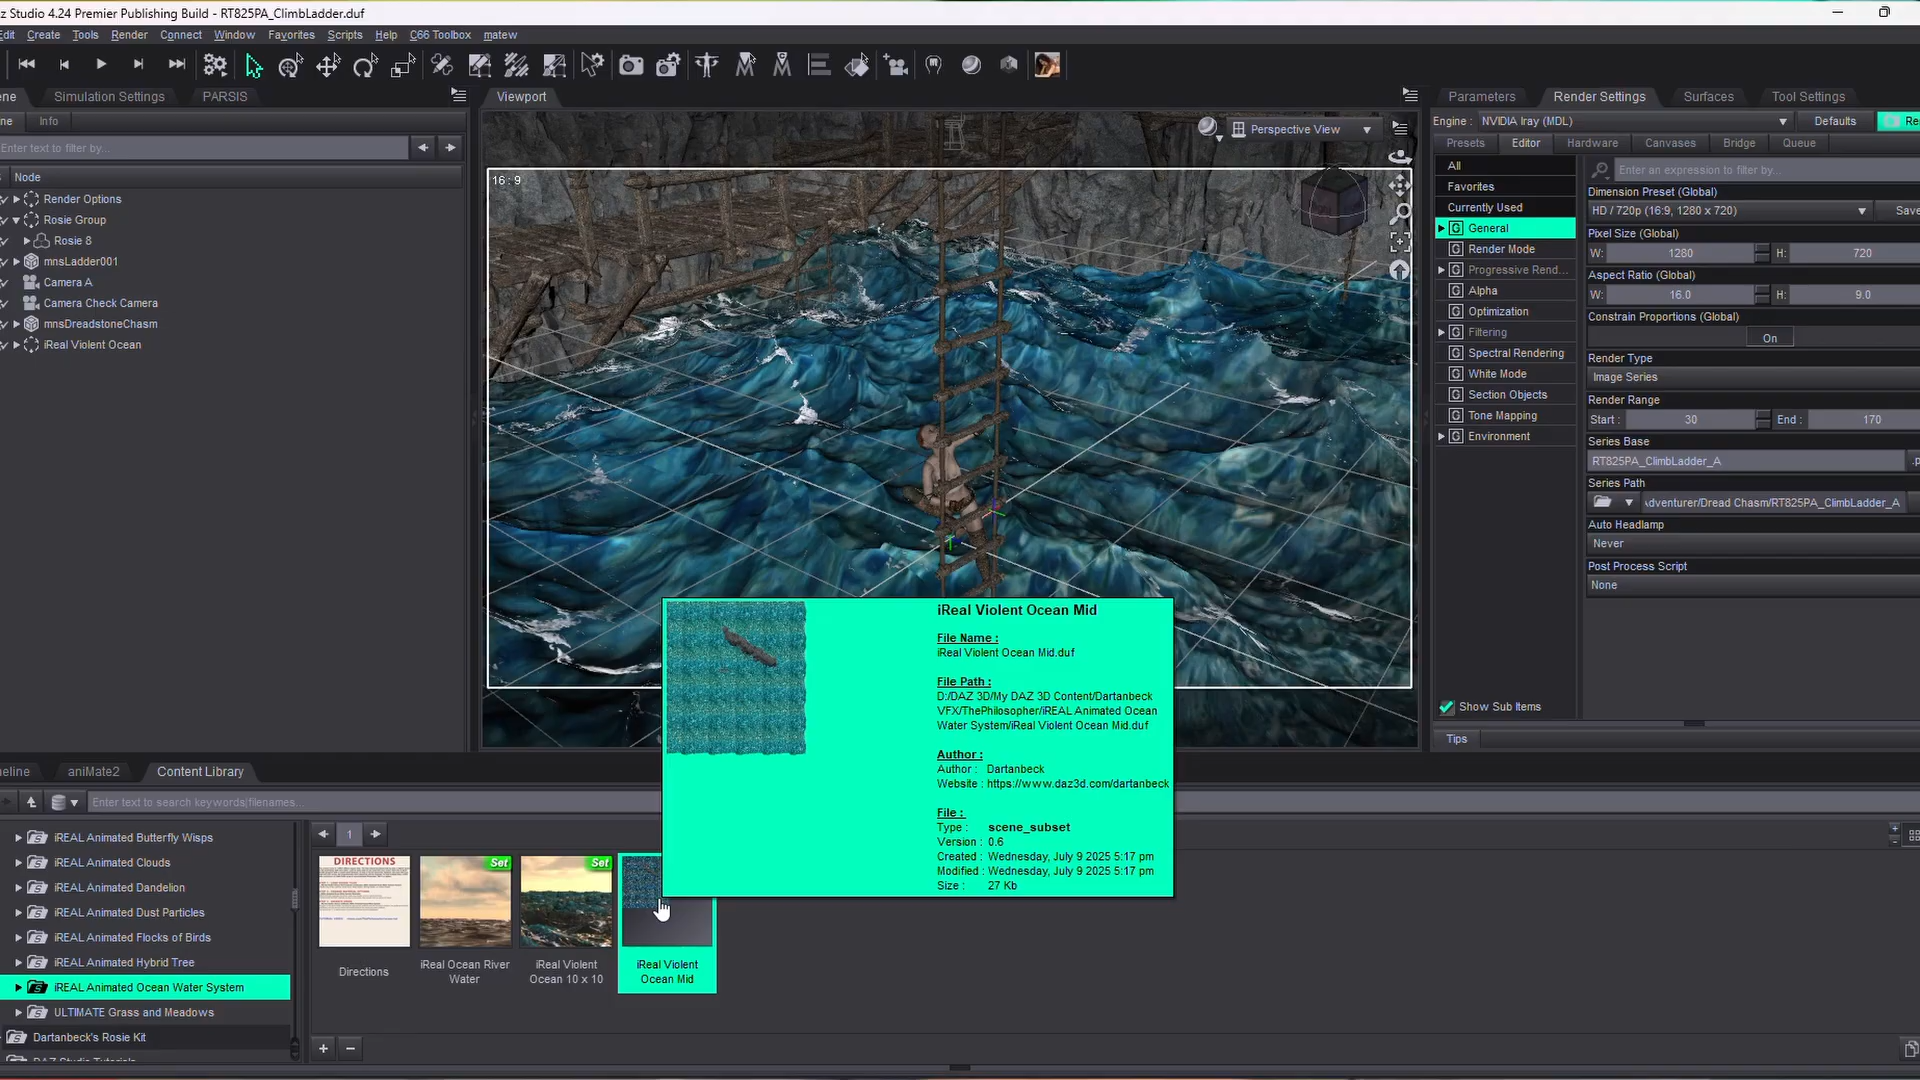 z Studio 4.24 Premier Publishing Build - RT825PA_ClimbLadder.duf
Edit Create Tools Render Connect Window Favorites Scripts Help C66 Toolbox matew
ene Simulation Settings PARSIS
Viewport
Parameters Render Settings Surfaces Tool Settings
ne Info
Engine : NVIDIA Iray (MDL) Defaults Re
Perspective View
Presets Editor Hardware Canvases Bridge Queue
Enter text to filter by...
All
Enter an expression to filter by...
Node
16 : 9
Favorites
Dimension Preset (Global)
Render Options
Currently Used
HD / 720p (16:9, 1280 x 720) Save
Rosie Group
General
Pixel Size (Global)
Rosie 8
Render Mode
W: 1280 H: 720
mnsLadder001
Progressive Rend...
Aspect Ratio (Global)
Camera A
Alpha
W: 16.0 H: 9.0
Camera Check Camera
Optimization
Constrain Proportions (Global)
mnsDreadstoneChasm
Filtering
On
iReal Violent Ocean
Spectral Rendering
Render Type
White Mode
Image Series
Section Objects
Render Range
Tone Mapping
Start : 30 End : 170
Environment
Series Base
RT825PA_ClimbLadder_A .p
Series Path
\dventurer/Dread Chasm/RT825PA_ClimbLadder_A
Auto Headlamp
Never
Post Process Script
None
Show Sub Items
Tips
iReal Violent Ocean Mid
File Name :
iReal Violent Ocean Mid.duf
File Path :
D:/DAZ 3D/My DAZ 3D Content/Dartanbeck
VFX/ThePhilosopher/iREAL Animated Ocean
Water System/iReal Violent Ocean Mid.duf
Author :
Author : Dartanbeck
Website : https://www.daz3d.com/dartanbeck
File :
Type : scene_subset
Version : 0.6
Created : Wednesday, July 9 2025 5:17 pm
Modified : Wednesday, July 9 2025 5:17 pm
Size : 27 Kb
neline aniMate2 Content Library
Enter text to search keywords|filenames...
iREAL Animated Butterfly Wisps
iREAL Animated Clouds
iREAL Animated Dandelion
iREAL Animated Dust Particles
iREAL Animated Flocks of Birds
iREAL Animated Hybrid Tree
iREAL Animated Ocean Water System
ULTIMATE Grass and Meadows
Dartanbeck's Rosie Kit
DAZ Studio Tutorials
1
DIRECTIONS
Set
Set
Directions
iReal Ocean River
Water
iReal Violent
Ocean 10 x 10
iReal Violent
Ocean Mid